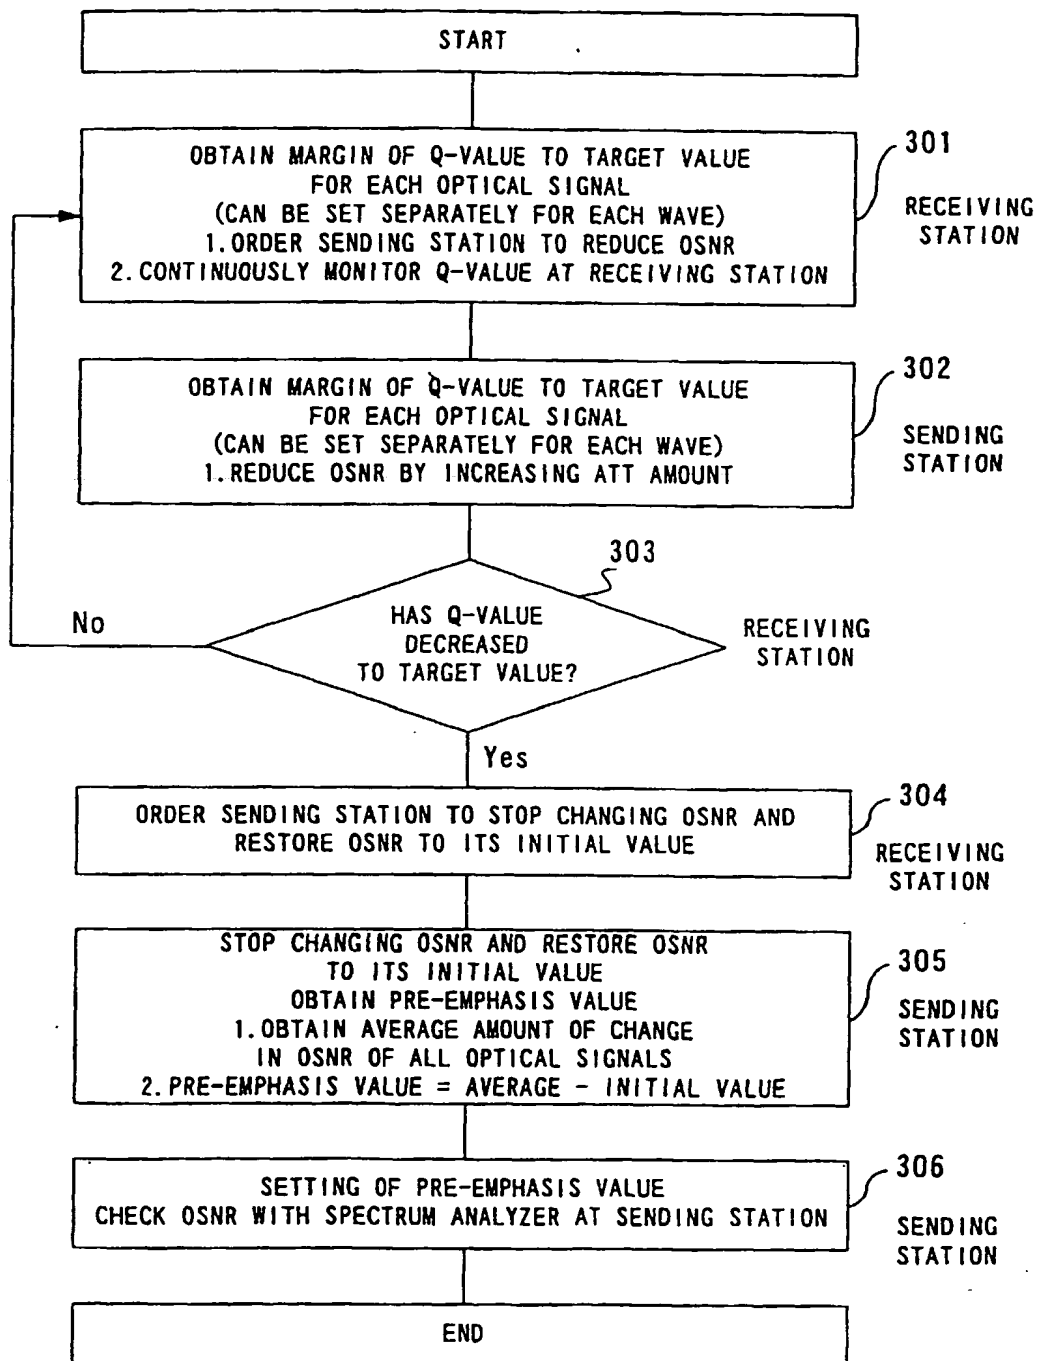 START
OBTAIN MARGIN OF Q-VALUE TO TARGET VALUE
FOR EACH OPTICAL SIGNAL
(CAN BE SET SEPARATELY FOR EACH WAVE)
1. ORDER SENDING STATION TO REDUCE OSNR
2. CONTINUOUSLY MONITOR Q-VALUE AT RECEIVING STATION
301
RECEIVING
STATION
OBTAIN MARGIN OF Q-VALUE TO TARGET VALUE
FOR EACH OPTICAL SIGNAL
(CAN BE SET SEPARATELY FOR EACH WAVE)
1. REDUCE OSNR BY INCREASING ATT AMOUNT
302
SENDING
STATION
303
HAS Q-VALUE
DECREASED
TO TARGET VALUE?
No
RECEIVING
STATION
Yes
ORDER SENDING STATION TO STOP CHANGING OSNR AND
RESTORE OSNR TO ITS INITIAL VALUE
304
RECEIVING
STATION
STOP CHANGING OSNR AND RESTORE OSNR
TO ITS INITIAL VALUE
OBTAIN PRE-EMPHASIS VALUE
1. OBTAIN AVERAGE AMOUNT OF CHANGE
IN OSNR OF ALL OPTICAL SIGNALS
2. PRE-EMPHASIS VALUE = AVERAGE - INITIAL VALUE
305
SENDING
STATION
SETTING OF PRE-EMPHASIS VALUE
CHECK OSNR WITH SPECTRUM ANALYZER AT SENDING STATION
306
SENDING
STATION
END